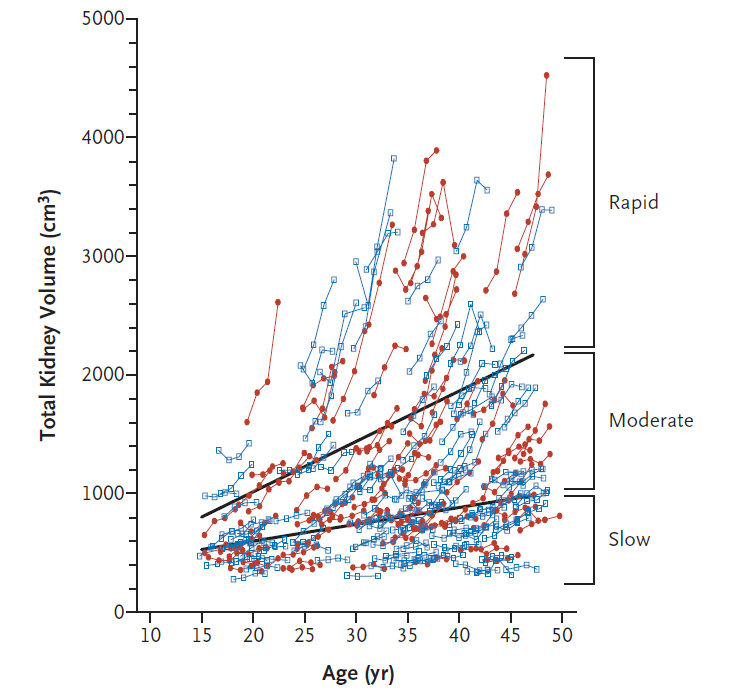 5000
4000
3000
2000
1000
0
Total Kidney Volume (cm³)
10 15 20 25 30 35 40 45 50
Age (yr)
Rapid
Moderate
Slow